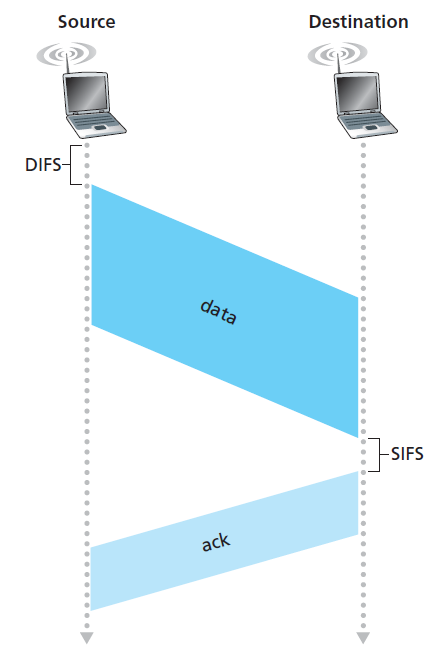 Source
Destination
DIFS
data
SIFS
ack